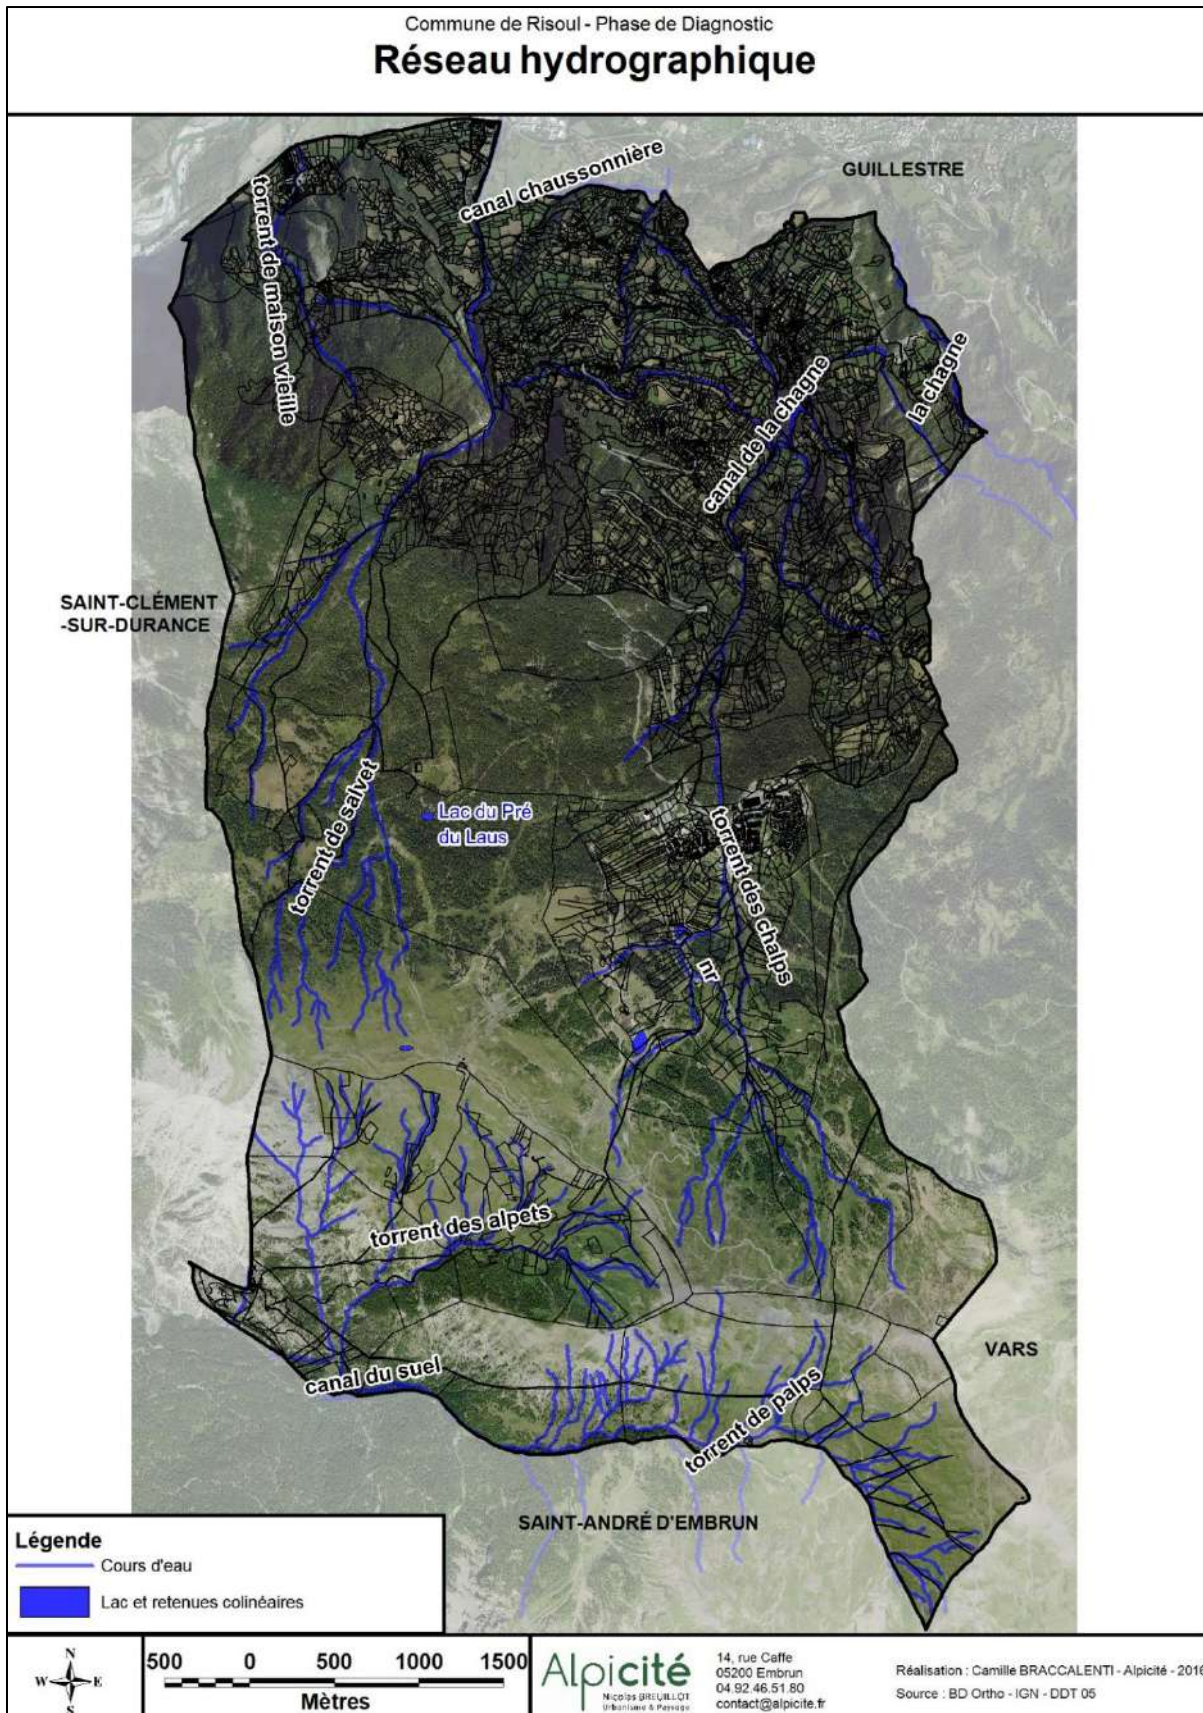 Commune de Risoul - Phase de Diagnostic
Réseau hydrographique
GUILLESTRE
canal chaussonnière
torrent de maison vieille
la chagne
canal de la chagne
SAINT-CLÉMENT
-SUR-DURANCE
torrent de salvet
Lac du Pré
du Laus
torrent des chalps
nr
torrent des alpets
VARS
canal du suel
torrent de palps
SAINT-ANDRÉ D'EMBRUN
Légende
Cours d'eau
Lac et retenues colinéaires
N
W E
S
500 0 500 1000 1500
Mètres
Alpicité
Nicolas BREUILLOT
Urbanisme & Paysage
14, rue Caffe
05200 Embrun
04.92.46.51.80
contact@alpicite.fr
Réalisation : Camille BRACCALENTI - Alpicité - 2016
Source : BD Ortho - IGN - DDT 05